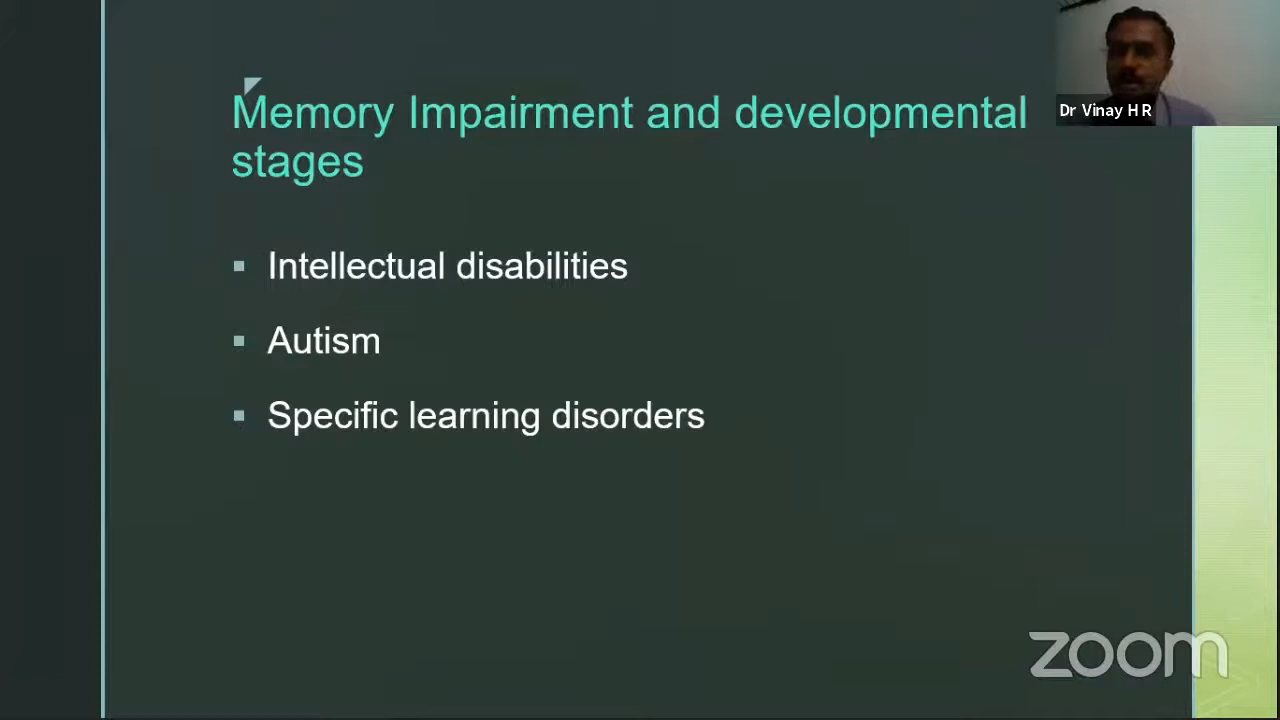 Memory Impairment and developmental
stages
Dr Vinay H R
Intellectual disabilities
Autism
Specific learning disorders
zoom